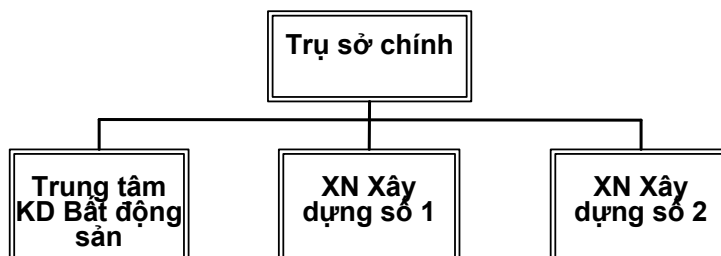 Trụ sở chính
Trung tâm
KD Bất động
sản
XN Xây
dựng số 1
XN Xây
dựng số 2